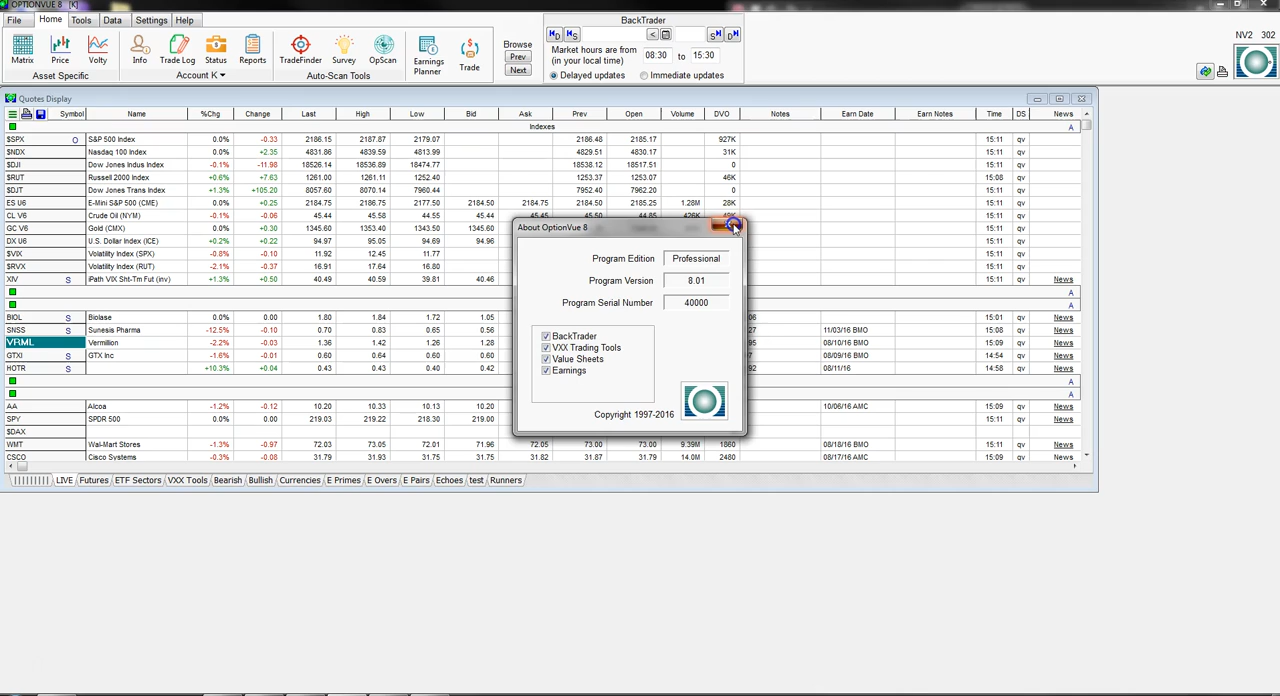 OPTIONVUE 8 [K]
File Home Tools Data Settings Help
BackTrader
Market hours are from 08:30 to 15:30
(in your local time)
Delayed updates Immediate updates
Matrix Price Volty Info Trade Log Status Reports TradeFinder Survey OpScan Earnings Planner Trade
Browse
Prev
Next
Asset Specific Account K Auto-Scan Tools
NV2 302
Quotes Display
Symbol Name %Chg Change Last High Low Bid Ask Prev Open Volume DVO Notes Earn Date Earn Notes Time DS News
Indexes A
$SPX O S&P 500 Index 0.0% -0.33 2186.15 2187.87 2179.07 2186.48 2185.17 927K 15:11 qv
$NDX Nasdaq 100 Index 0.0% +2.35 4831.86 4839.59 4813.99 4829.51 4830.17 31K 15:11 qv
$DJI Dow Jones Indus Index -0.1% -11.98 18526.14 18536.89 18474.77 18538.12 18517.51 0 15:11 qv
$RUT Russell 2000 Index +0.6% +7.63 1261.00 1261.11 1252.40 1253.37 1253.07 46K 15:08 qv
$DJT Dow Jones Trans Index +1.3% +105.20 8057.60 8070.14 7960.44 7952.40 7962.20 0 15:11 qv
ES U6 E-Mini S&P 500 (CME) 0.0% +0.25 2184.75 2187.75 2177.50 2184.50 2184.75 2184.50 2185.25 1.28M 28K 15:11 qv
CL U6 Crude Oil (NYM) -0.1% -0.06 45.44 45.58 44.55 45.44 45.45 45.50 44.85 426K 15:11 qv
GC V6 Gold (CMX) 0.0% +0.30 1345.60 1353.40 1343.50 1345.60 15:11 qv
DX U6 U.S. Dollar Index (ICE) +0.2% +0.22 94.97 95.05 94.69 94.96 15:11 qv
$VIX Volatility Index (SPX) -0.8% -0.10 11.92 12.42 11.84 15:11 qv
$RVX Volatility Index (RUT) -2.1% -0.37 16.91 17.64 16.80 15:11 qv
XIV S iPath VIX Sht-Tm Fut (inv) +1.3% +0.50 40.49 40.58 39.81 40.46 15:11 qv News
A
BIOL S Biolase 0.0% 0.00 1.80 1.84 1.72 1.05 06 15:01 qv News
SNSS Sunesis Pharma -12.5% -0.10 0.70 0.83 0.65 0.56 27 11/03/16 BMO 15:08 qv News
VRML Vermillion -2.2% -0.03 1.36 1.42 1.26 1.28 95 08/10/16 BMO 15:07 qv News
GTXI S GTX Inc -1.6% -0.01 0.60 0.64 0.60 0.40 05 08/09/16 BMO 14:54 qv News
HOTR S +10.3% +0.04 0.43 0.43 0.40 0.42 08/11/16 14:58 qv News
A
A
AA Alcoa -1.2% -0.12 10.20 10.33 10.13 10.20 10/06/16 AMC 15:09 qv News
SPY SPDR 500 0.0% 0.00 219.03 219.22 218.30 219.00 15:11 qv News
$DAX
WMT Wal-Mart Stores -1.3% -0.97 72.03 73.05 72.01 71.96 72.05 73.00 73.00 9.39M 1860 08/18/16 BMO 15:11 qv News
CSCO Cisco Systems -0.3% -0.08 31.79 31.93 31.75 31.75 31.82 31.87 31.79 14.0M 2480 08/17/16 AMC 15:09 qv News
LIVE Futures ETF Sectors VXX Tools Bearish Bullish Currencies E Primes E Overs E Pairs Echoes test Runners
About OptionVue 8
Program Edition Professional
Program Version 8.01
Program Serial Number 40000
BackTrader
VXX Trading Tools
Value Sheets
Earnings
Copyright 1997-2016